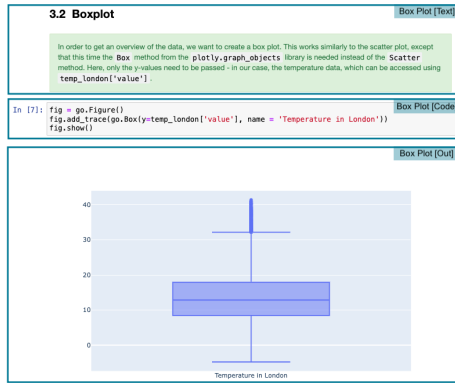 3.2 Boxplot
Box Plot [Text]
In order to get an overview of the data, we want to create a box plot. This works similarly to the scatter plot, except
that this time the Box method from the plotly.graph_objects library is needed instead of the Scatter
method. Here, only the y-values need to be passed - in our case, the temperature data, which can be accessed using
temp_london['value'] .
Box Plot [Code
In [7]: fig = go.Figure()
fig.add_trace(go.Box(y=temp_london['value'], name = 'Temperature in London'))
fig.show()
Box Plot [Out]
40
30
20
10
0
Temperature in London